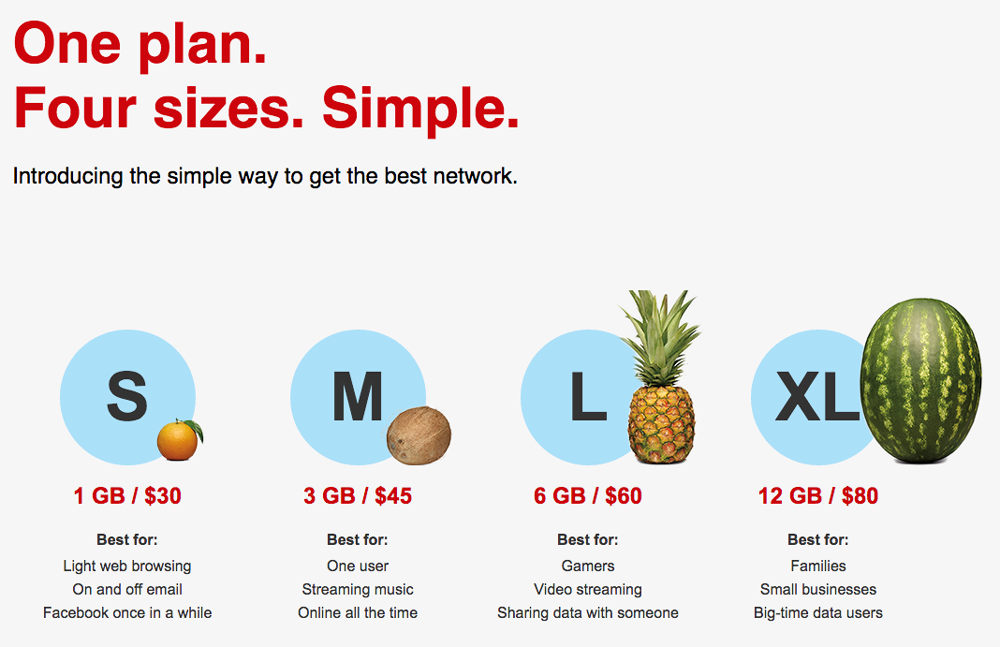 One plan.
Four sizes. Simple.
Introducing the simple way to get the best network.
S
M
L
XL
1 GB / $30
3 GB / $45
6 GB / $60
12 GB / $80
Best for:
Light web browsing
On and off email
Facebook once in a while
Best for:
One user
Streaming music
Online all the time
Best for:
Gamers
Video streaming
Sharing data with someone
Best for:
Families
Small businesses
Big-time data users